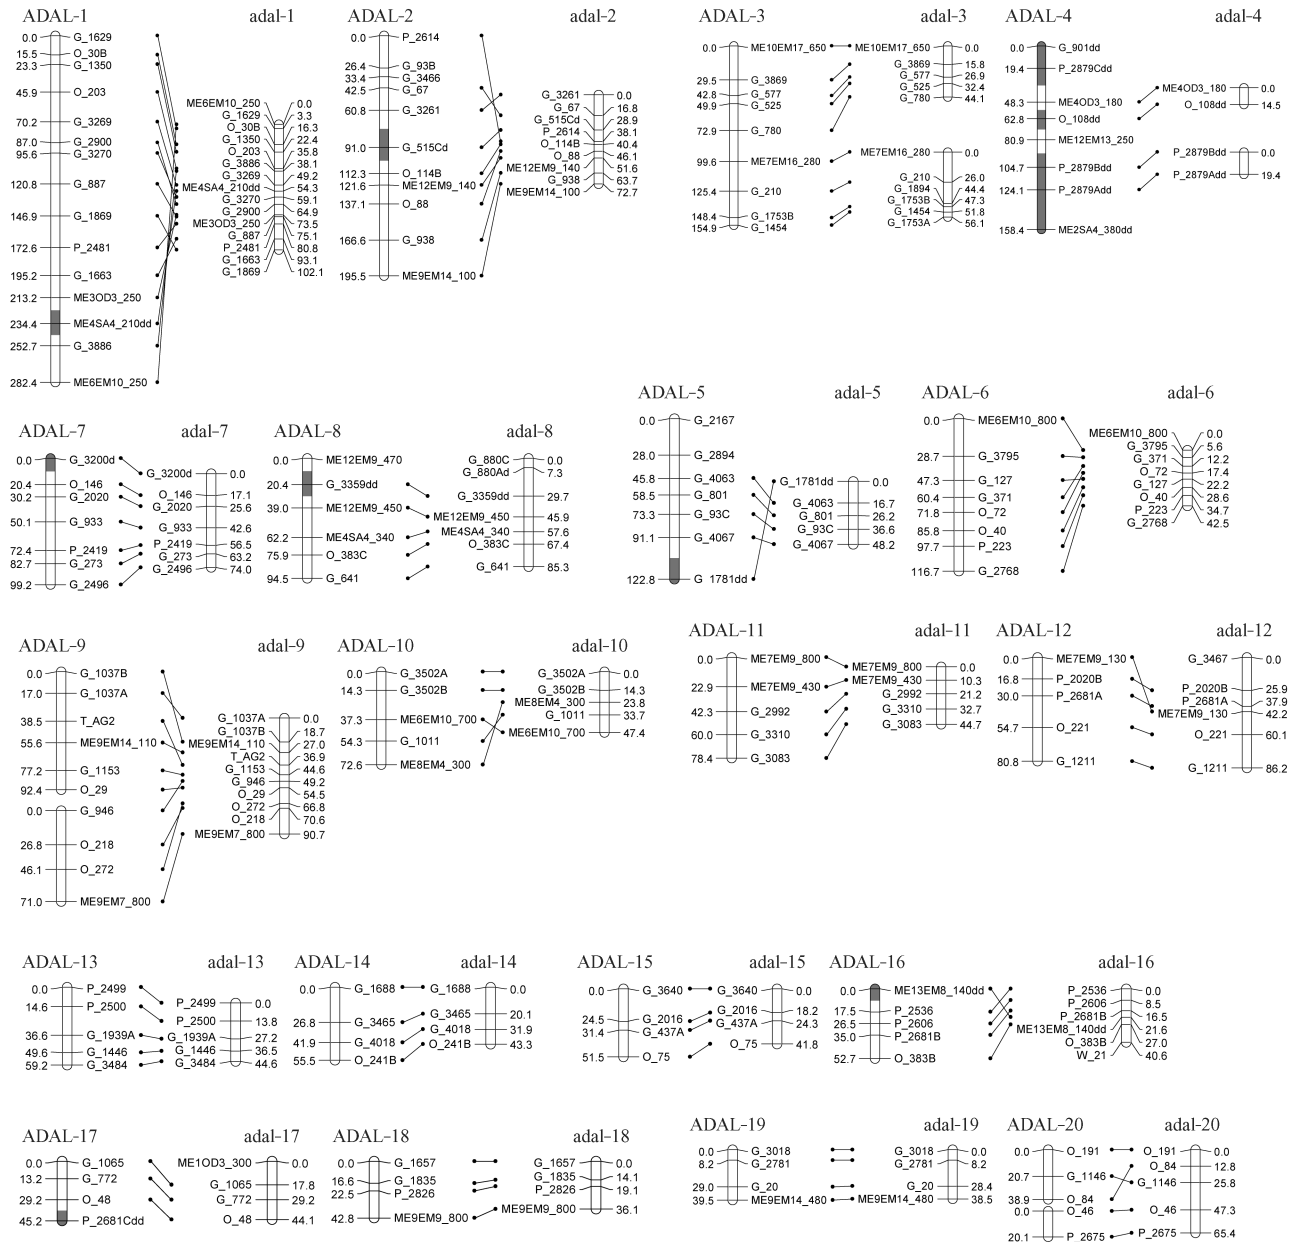 ADAL-1 adal-1
0.0 G_1629
15.5 O_30B
23.3 G_1350
45.9 O_203
70.2 G_3269
87.0 G_2900
95.6 G_3270
120.8 G_887
146.9 G_1869
172.6 P_2481
195.2 G_1663
213.2 ME3OD3_250
234.4 ME4SA4_210dd
252.7 G_3886
282.4 ME6EM10_250
ME6EM10_250 0.0
G_1629 3.3
O_30B 16.3
G_1350 22.4
O_203 35.8
G_3886 38.1
G_3269 49.2
ME4SA4_210dd 54.3
G_3270 59.1
G_2900 64.9
ME3OD3_250 73.5
G_887 75.1
P_2481 80.8
G_1663 93.1
G_1869 102.1
ADAL-2 adal-2
0.0 P_2614
26.4 G_93B
33.4 G_3466
42.5 G_67
60.8 G_3261
91.0 G_515Cd
112.3 O_114B
121.6 ME12EM9_140
137.1 O_88
166.6 G_938
195.5 ME9EM14_100
G_3261 0.0
G_67 16.8
G_515Cd 28.9
P_2614 38.1
O_114B 40.4
O_88 46.1
ME12EM9_140 51.6
G_938 63.7
ME9EM14_100 72.7
ADAL-3 adal-3
0.0 ME10EM17_650
29.5 G_3869
42.8 G_577
49.9 G_525
72.9 G_780
99.6 ME7EM16_280
125.4 G_210
148.4 G_1753B
154.9 G_1454
ME10EM17_650 0.0
G_3869 15.8
G_577 26.9
G_525 32.4
G_780 44.1
ME7EM16_280 0.0
G_210 26.0
G_1894 44.4
G_1753B 47.3
G_1454 51.8
G_1753A 56.1
ADAL-4 adal-4
0.0 G_901dd
19.4 P_2879Cdd
48.3 ME4OD3_180
62.8 O_108dd
80.9 ME12EM13_250
104.7 P_2879Bdd
124.1 P_2879Add
158.4 ME2SA4_380dd
ME4OD3_180 0.0
O_108dd 14.5
P_2879Bdd 0.0
P_2879Add 19.4
ADAL-5 adal-5
0.0 G_2167
28.0 G_2894
45.8 G_4063
58.5 G_801
73.3 G_93C
91.1 G_4067
122.8 G_1781dd
G_1781dd 0.0
G_4063 16.7
G_801 26.2
G_93C 36.6
G_4067 48.2
ADAL-6 adal-6
0.0 ME6EM10_800
28.7 G_3795
47.3 G_127
60.4 G_371
71.8 O_72
85.8 O_40
97.7 P_223
116.7 G_2768
ME6EM10_800 0.0
G_3795 5.6
G_371 12.2
O_72 17.4
G_127 22.2
O_40 28.6
P_223 34.7
G_2768 42.5
ADAL-7 adal-7
0.0 G_3200d
20.4 O_146
30.2 G_2020
50.1 G_933
72.4 P_2419
82.7 G_273
99.2 G_2496
G_3200d 0.0
O_146 17.1
G_2020 25.6
G_933 42.6
P_2419 56.5
G_273 63.2
G_2496 74.0
ADAL-8 adal-8
0.0 ME12EM9_470
20.4 G_3359dd
39.0 ME12EM9_450
62.2 ME4SA4_340
75.9 O_383C
94.5 G_641
G_880C 0.0
G_880Ad 7.3
G_3359dd 29.7
ME12EM9_450 45.9
ME4SA4_340 57.6
O_383C 67.4
G_641 85.3
ADAL-9 adal-9
0.0 G_1037B
17.0 G_1037A
38.5 T_AG2
55.6 ME9EM14_110
77.2 G_1153
92.4 O_29
0.0 G_946
26.8 O_218
46.1 O_272
71.0 ME9EM7_800
G_1037A 0.0
G_1037B 18.7
ME9EM14_110 27.0
T_AG2 36.9
G_1153 44.6
G_946 49.2
O_29 54.5
O_272 66.8
O_218 70.6
ME9EM7_800 90.7
ADAL-10 adal-10
0.0 G_3502A
14.3 G_3502B
37.3 ME6EM10_700
54.3 G_1011
72.6 ME8EM4_300
G_3502A 0.0
G_3502B 14.3
ME8EM4_300 23.8
G_1011 33.7
ME6EM10_700 47.4
ADAL-11 adal-11
0.0 ME7EM9_800
22.9 ME7EM9_430
42.3 G_2992
60.0 G_3310
78.4 G_3083
ME7EM9_800 0.0
ME7EM9_430 10.3
G_2992 21.2
G_3310 32.7
G_3083 44.7
ADAL-12 adal-12
0.0 ME7EM9_130
16.8 P_2020B
30.0 P_2681A
54.7 O_221
80.8 G_1211
G_3467 0.0
P_2020B 25.9
P_2681A 37.9
ME7EM9_130 42.2
O_221 60.1
G_1211 86.2
ADAL-13 adal-13
0.0 P_2499
14.6 P_2500
36.6 G_1939A
49.6 G_1446
59.2 G_3484
P_2499 0.0
P_2500 13.8
G_1939A 27.2
G_1446 36.5
G_3484 44.6
ADAL-14 adal-14
0.0 G_1688
26.8 G_3465
41.9 G_4018
55.5 O_241B
G_1688 0.0
G_3465 20.1
G_4018 31.9
O_241B 43.3
ADAL-15 adal-15
0.0 G_3640
24.5 G_2016
31.4 G_437A
51.5 O_75
G_3640 0.0
G_2016 18.2
G_437A 24.3
O_75 41.8
ADAL-16 adal-16
0.0 ME13EM8_140dd
17.5 P_2536
26.5 P_2606
35.0 P_2681B
52.7 O_383B
P_2536 0.0
P_2606 8.5
P_2681B 16.5
ME13EM8_140dd 21.6
O_383B 27.0
W_21 40.6
ADAL-17 adal-17
0.0 G_1065
13.2 G_772
29.2 O_48
45.2 P_2681Cdd
ME1OD3_300 0.0
G_1065 17.8
G_772 29.2
O_48 44.1
ADAL-18 adal-18
0.0 G_1657
16.6 G_1835
22.5 P_2826
42.8 ME9EM9_800
G_1657 0.0
G_1835 14.1
P_2826 19.1
ME9EM9_800 36.1
ADAL-19 adal-19
0.0 G_3018
8.2 G_2781
29.0 G_20
39.5 ME9EM14_480
G_3018 0.0
G_2781 8.2
G_20 28.4
ME9EM14_480 38.5
ADAL-20 adal-20
0.0 O_191
20.7 G_1146
38.9 O_84
0.0 O_46
20.1 P_2675
O_191 0.0
O_84 12.8
G_1146 25.8
O_46 47.3
P_2675 65.4